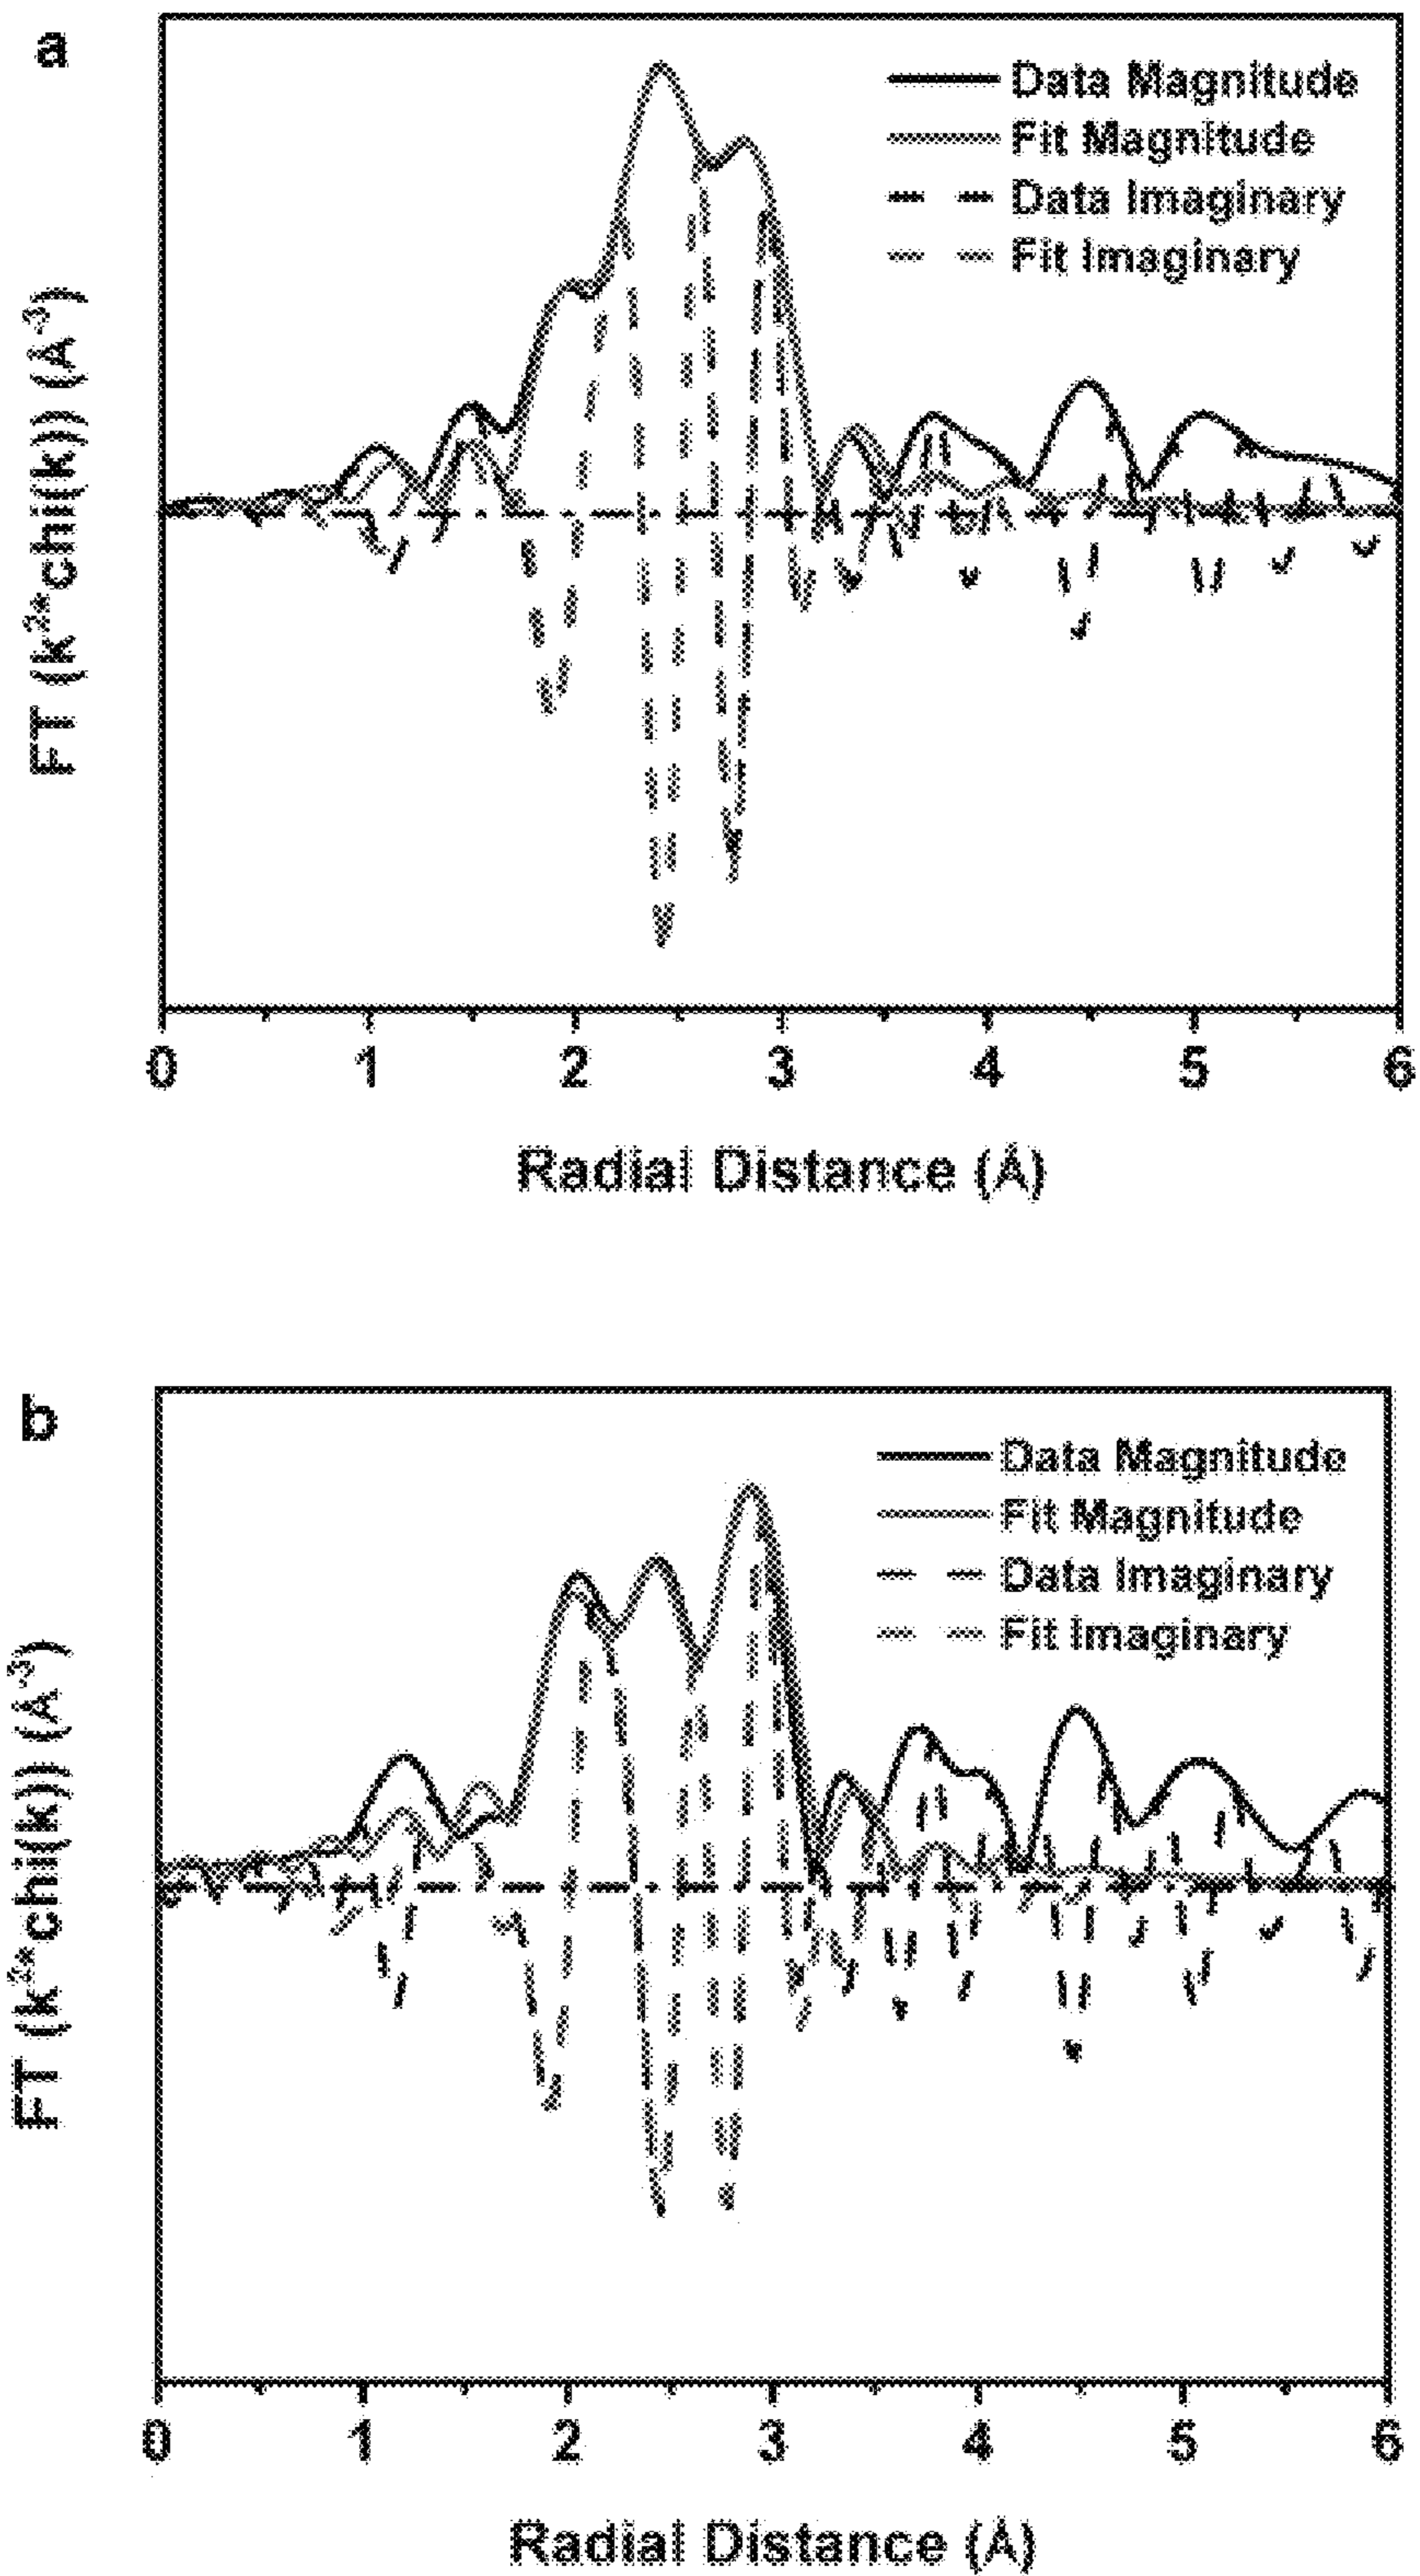 a
Data Magnitude
Fit Magnitude
Data Imaginary
Fit Imaginary
FT (k²*chi(k)) (Å⁻³)
0 1 2 3 4 5 6
Radial Distance (Å)
b
Data Magnitude
Fit Magnitude
Data Imaginary
Fit Imaginary
FT (k²*chi(k)) (Å⁻³)
0 1 2 3 4 5 6
Radial Distance (Å)